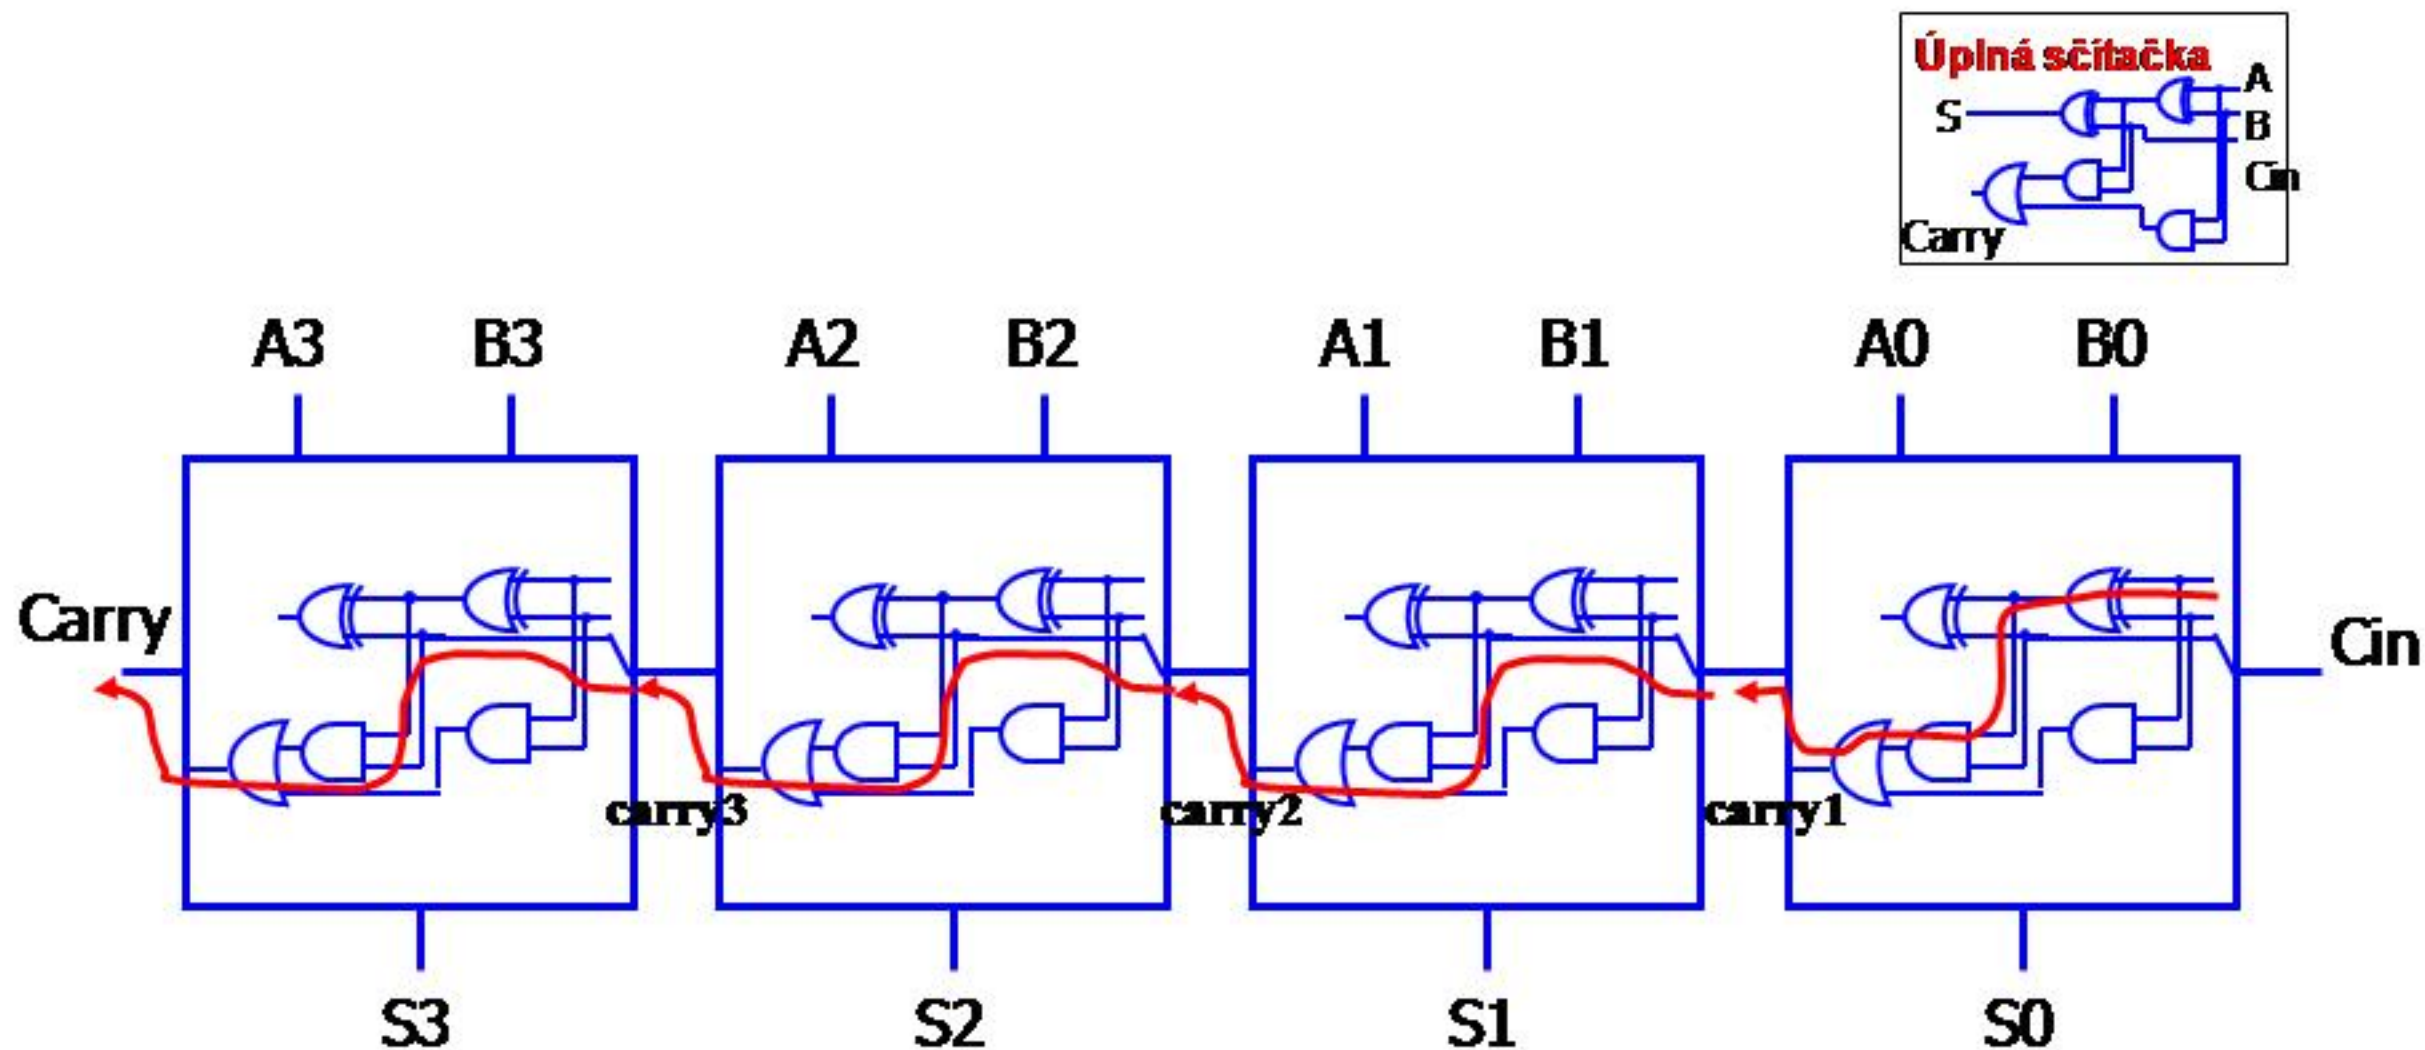 Úplná sčítačka
A
S
B
Cin
Carry
A3 B3 A2 B2 A1 B1 A0 B0
Carry
Cin
carry3 carry2 carry1
S3 S2 S1 S0